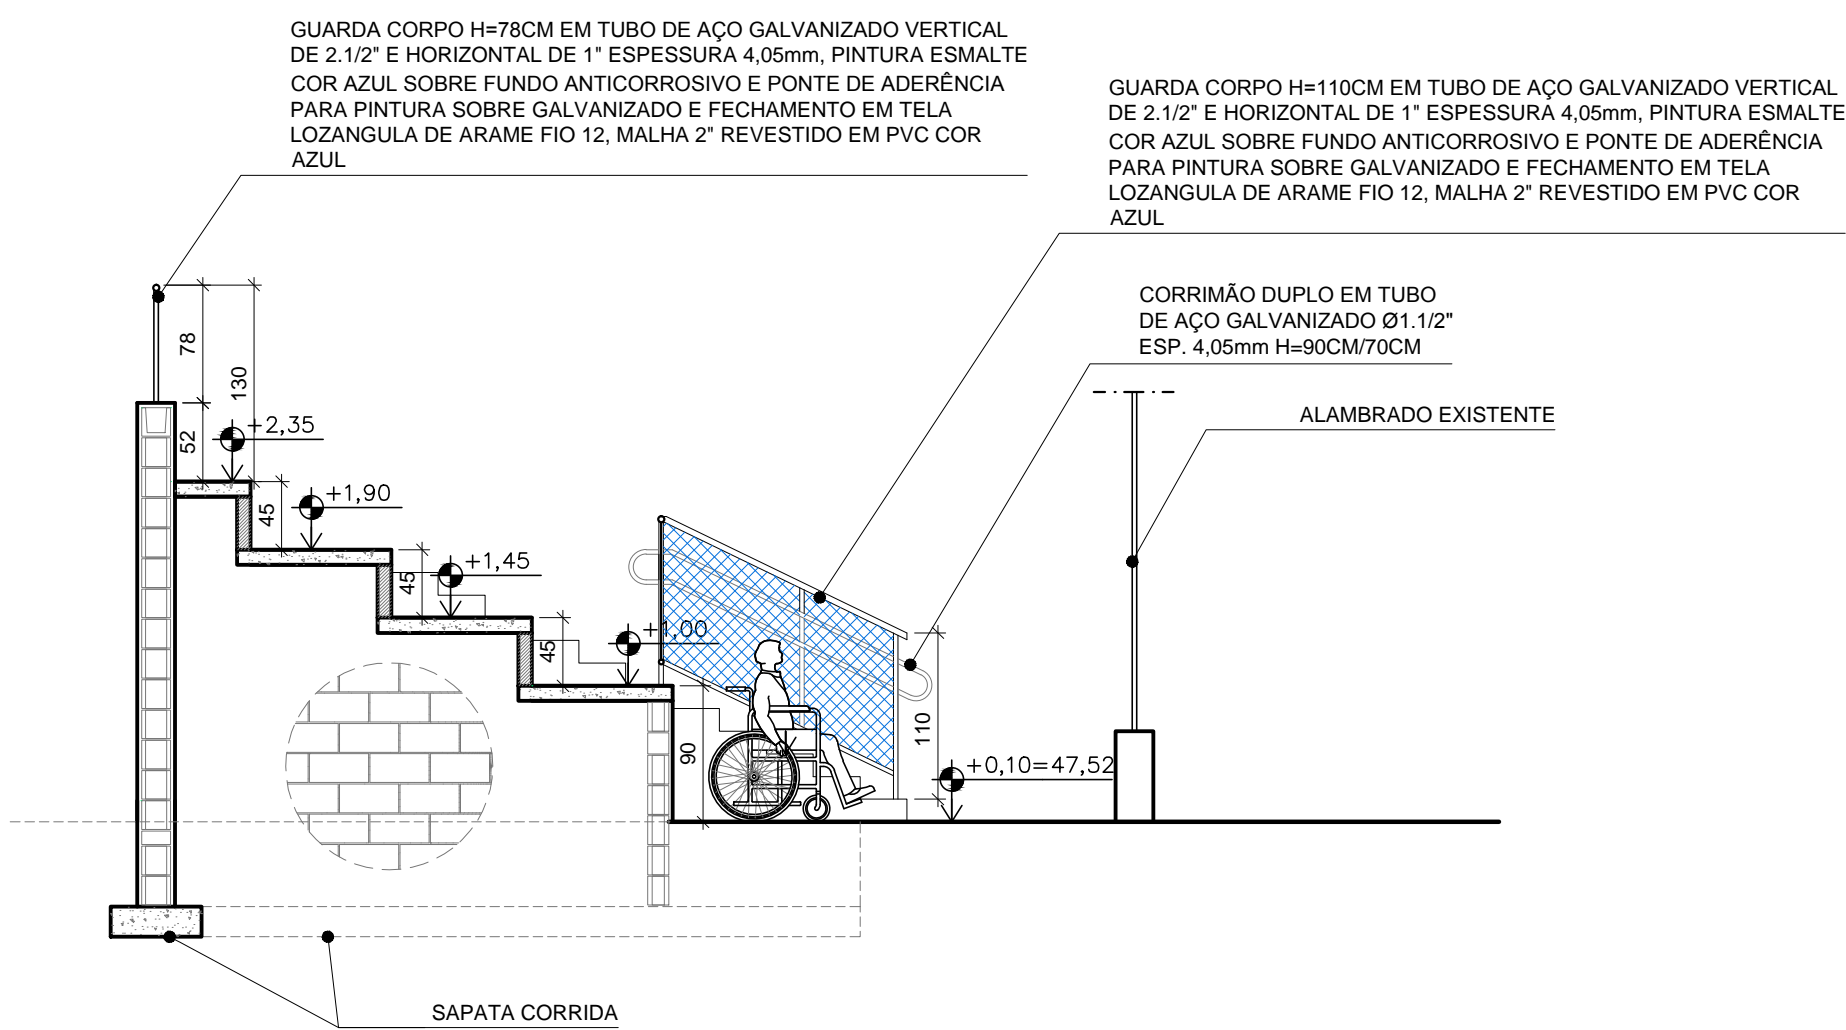 GUARDA CORPO H=78CM EM TUBO DE AÇO GALVANIZADO VERTICAL
DE 2.1/2" E HORIZONTAL DE 1" ESPESSURA 4,05mm, PINTURA ESMALTE
COR AZUL SOBRE FUNDO ANTICORROSIVO E PONTE DE ADERÊNCIA
PARA PINTURA SOBRE GALVANIZADO E FECHAMENTO EM TELA
LOZANGULA DE ARAME FIO 12, MALHA 2" REVESTIDO EM PVC COR
AZUL
GUARDA CORPO H=110CM EM TUBO DE AÇO GALVANIZADO VERTICAL
DE 2.1/2" E HORIZONTAL DE 1" ESPESSURA 4,05mm, PINTURA ESMALTE
COR AZUL SOBRE FUNDO ANTICORROSIVO E PONTE DE ADERÊNCIA
PARA PINTURA SOBRE GALVANIZADO E FECHAMENTO EM TELA
LOZANGULA DE ARAME FIO 12, MALHA 2" REVESTIDO EM PVC COR
AZUL
CORRIMÃO DUPLO EM TUBO
DE AÇO GALVANIZADO Ø1.1/2"
ESP. 4,05mm H=90CM/70CM
ALAMBRADO EXISTENTE
78
130
52
+2,35
45
+1,90
45
+1,45
45
+1,00
90
110
+0,10=47,52
SAPATA CORRIDA